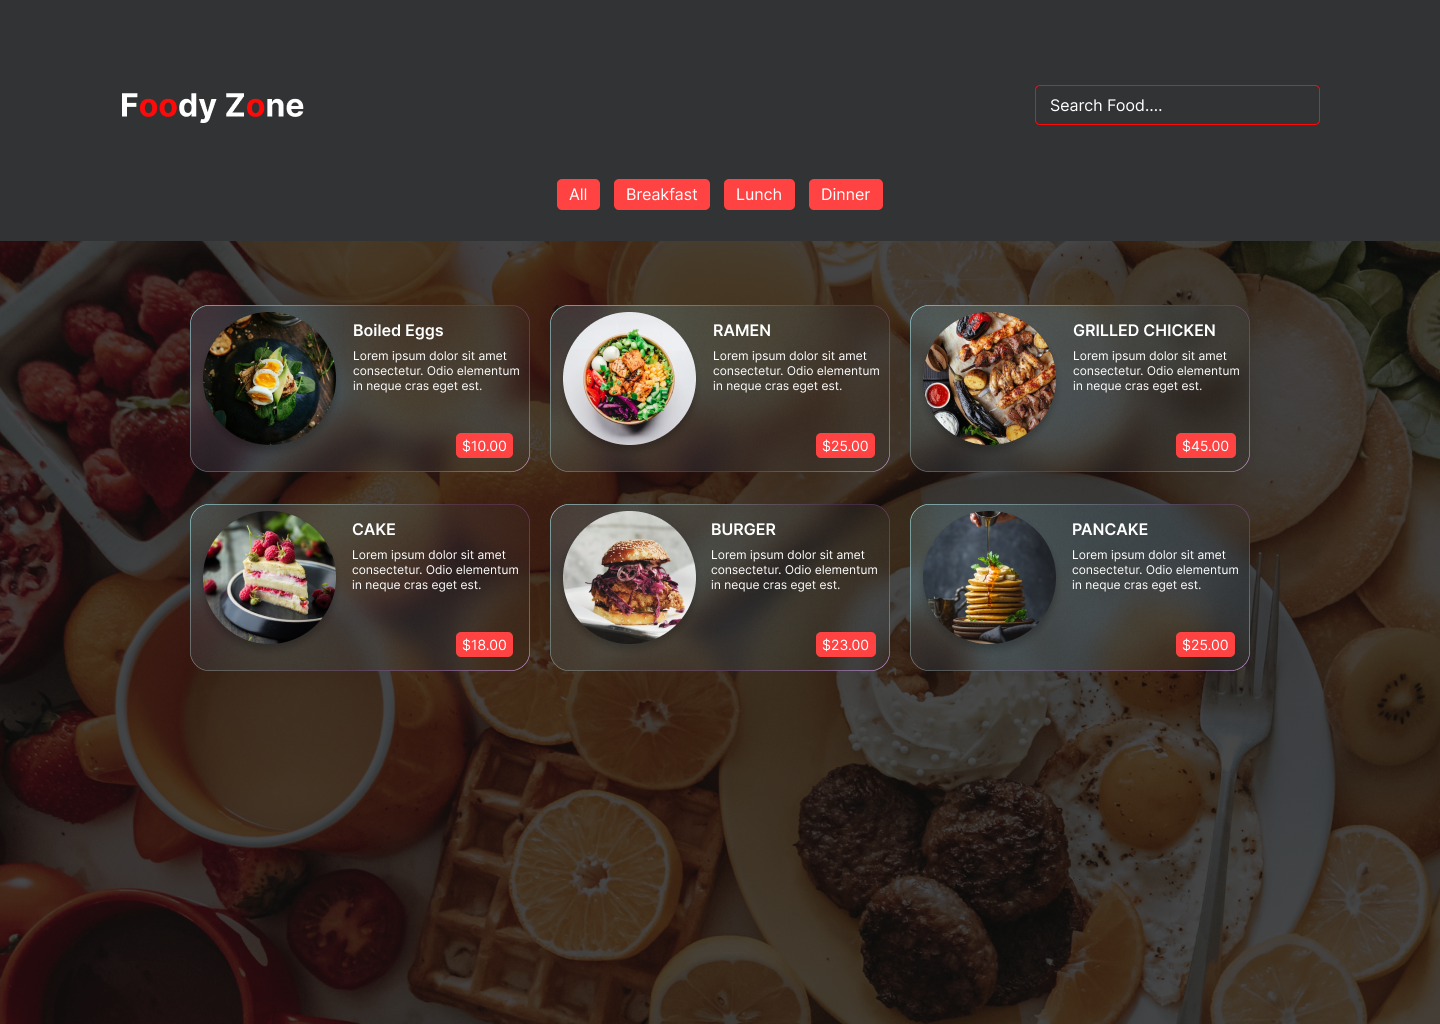 Foody Zone
Search Food....
All
Breakfast
Lunch
Dinner
Boiled Eggs
Lorem ipsum dolor sit amet
consectetur. Odio elementum
in neque cras eget est.
$10.00
RAMEN
Lorem ipsum dolor sit amet
consectetur. Odio elementum
in neque cras eget est.
$25.00
GRILLED CHICKEN
Lorem ipsum dolor sit amet
consectetur. Odio elementum
in neque cras eget est.
$45.00
CAKE
Lorem ipsum dolor sit amet
consectetur. Odio elementum
in neque cras eget est.
$18.00
BURGER
Lorem ipsum dolor sit amet
consectetur. Odio elementum
in neque cras eget est.
$23.00
PANCAKE
Lorem ipsum dolor sit amet
consectetur. Odio elementum
in neque cras eget est.
$25.00